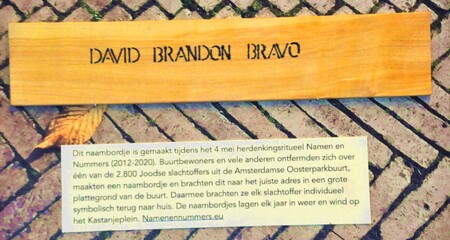 DAVID BRANDON BRAVO
Dit naambordje is gemaakt tijdens het 4 mei herdenkingsritueel Namen en
Nummers (2012-2020). Buurtbewoners en vele anderen ontfermden zich over
één van de 2.800 Joodse slachtoffers uit de Amsterdamse Oosterparkbuurt,
maakten een naambordje en brachten dit naar het juiste adres in een grote
plattegrond van de buurt. Daarmee brachten ze elk slachtoffer individueel
symbolisch terug naar huis. De naambordjes lagen elk jaar in weer en wind op
het Kastanjeplein. Namenennummers.eu